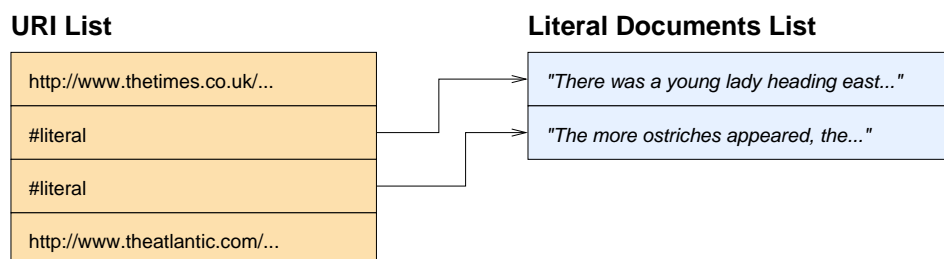 URI List
http://www.thetimes.co.uk/...
#literal
#literal
http://www.theatlantic.com/...
Literal Documents List
"There was a young lady heading east..."
"The more ostriches appeared, the..."